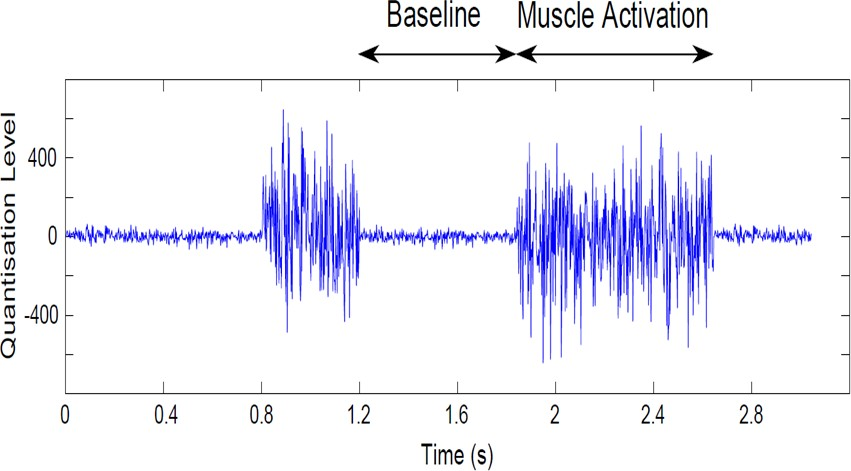 Baseline
Muscle Activation
Quantisation Level
400
0
-400
0
0.4
0.8
1.2
1.6
2
2.4
2.8
Time (s)